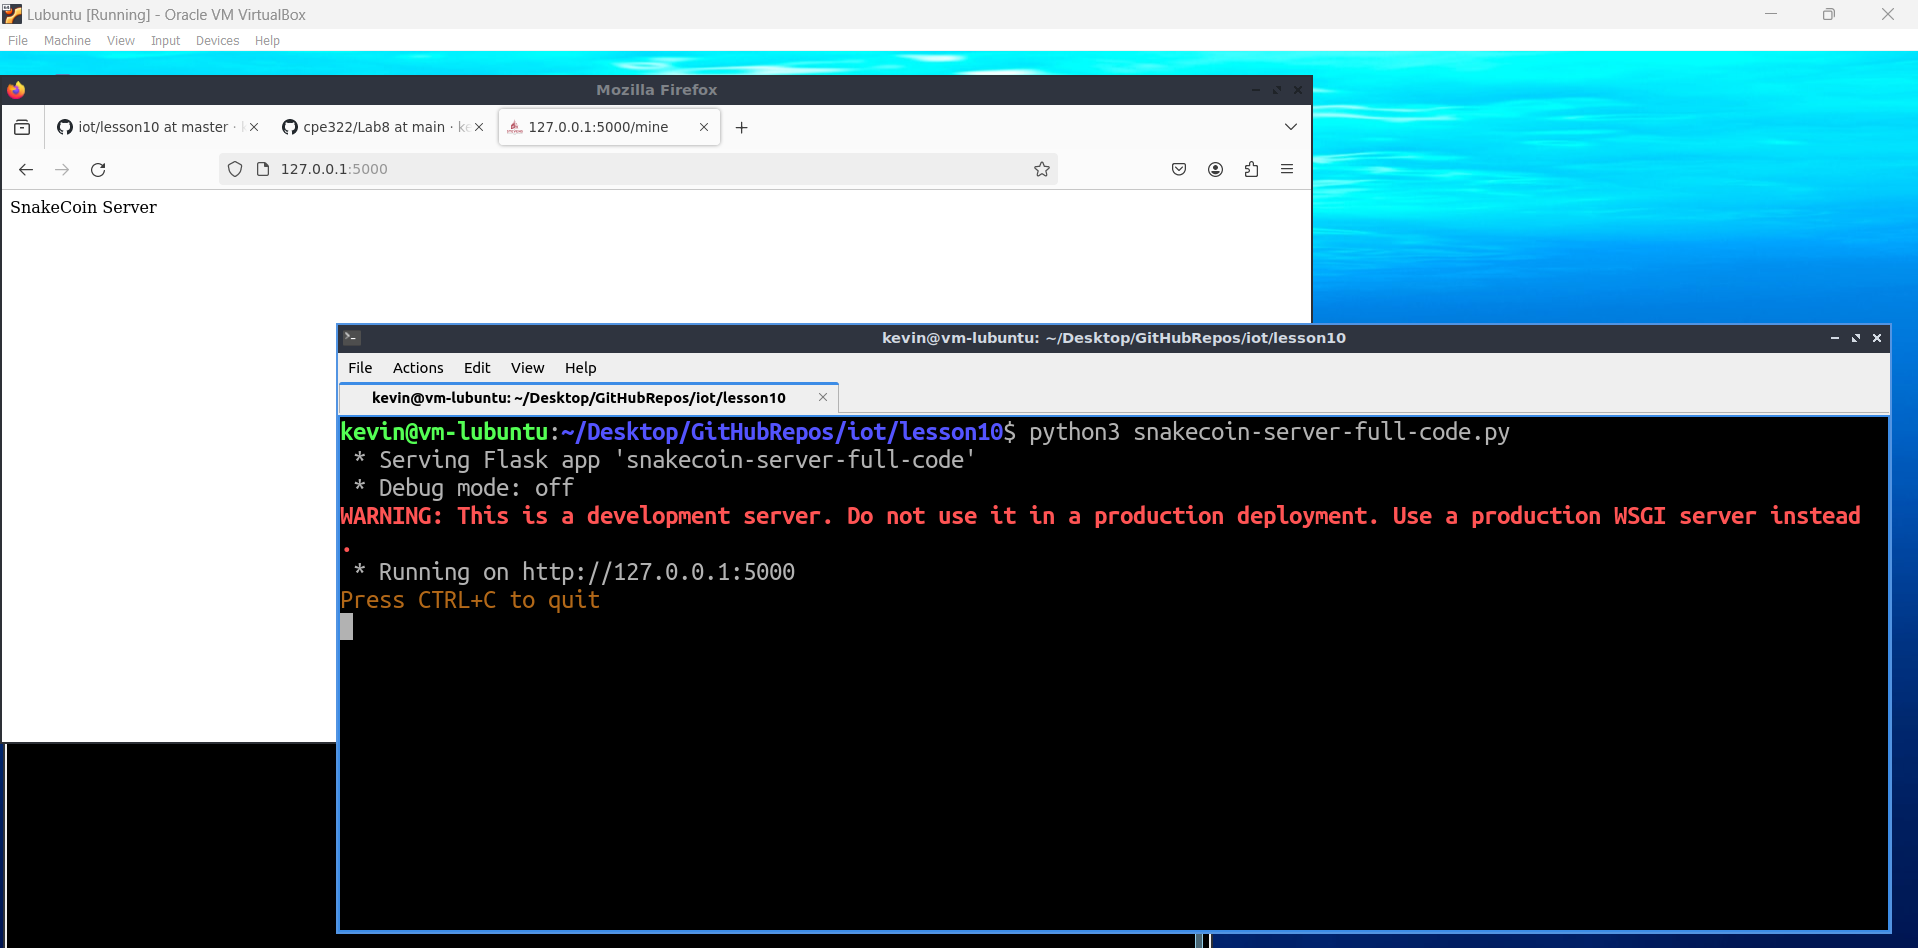 Lubuntu [Running] - Oracle VM VirtualBox
File Machine View Input Devices Help
Mozilla Firefox
iot/lesson10 at master ·
cpe322/Lab8 at main · ke
127.0.0.1:5000/mine
127.0.0.1:5000
SnakeCoin Server
kevin@vm-lubuntu: ~/Desktop/GitHubRepos/iot/lesson10
File Actions Edit View Help
kevin@vm-lubuntu: ~/Desktop/GitHubRepos/iot/lesson10
kevin@vm-lubuntu:~/Desktop/GitHubRepos/iot/lesson10$ python3 snakecoin-server-full-code.py
* Serving Flask app 'snakecoin-server-full-code'
* Debug mode: off
WARNING: This is a development server. Do not use it in a production deployment. Use a production WSGI server instead
.
* Running on http://127.0.0.1:5000
Press CTRL+C to quit